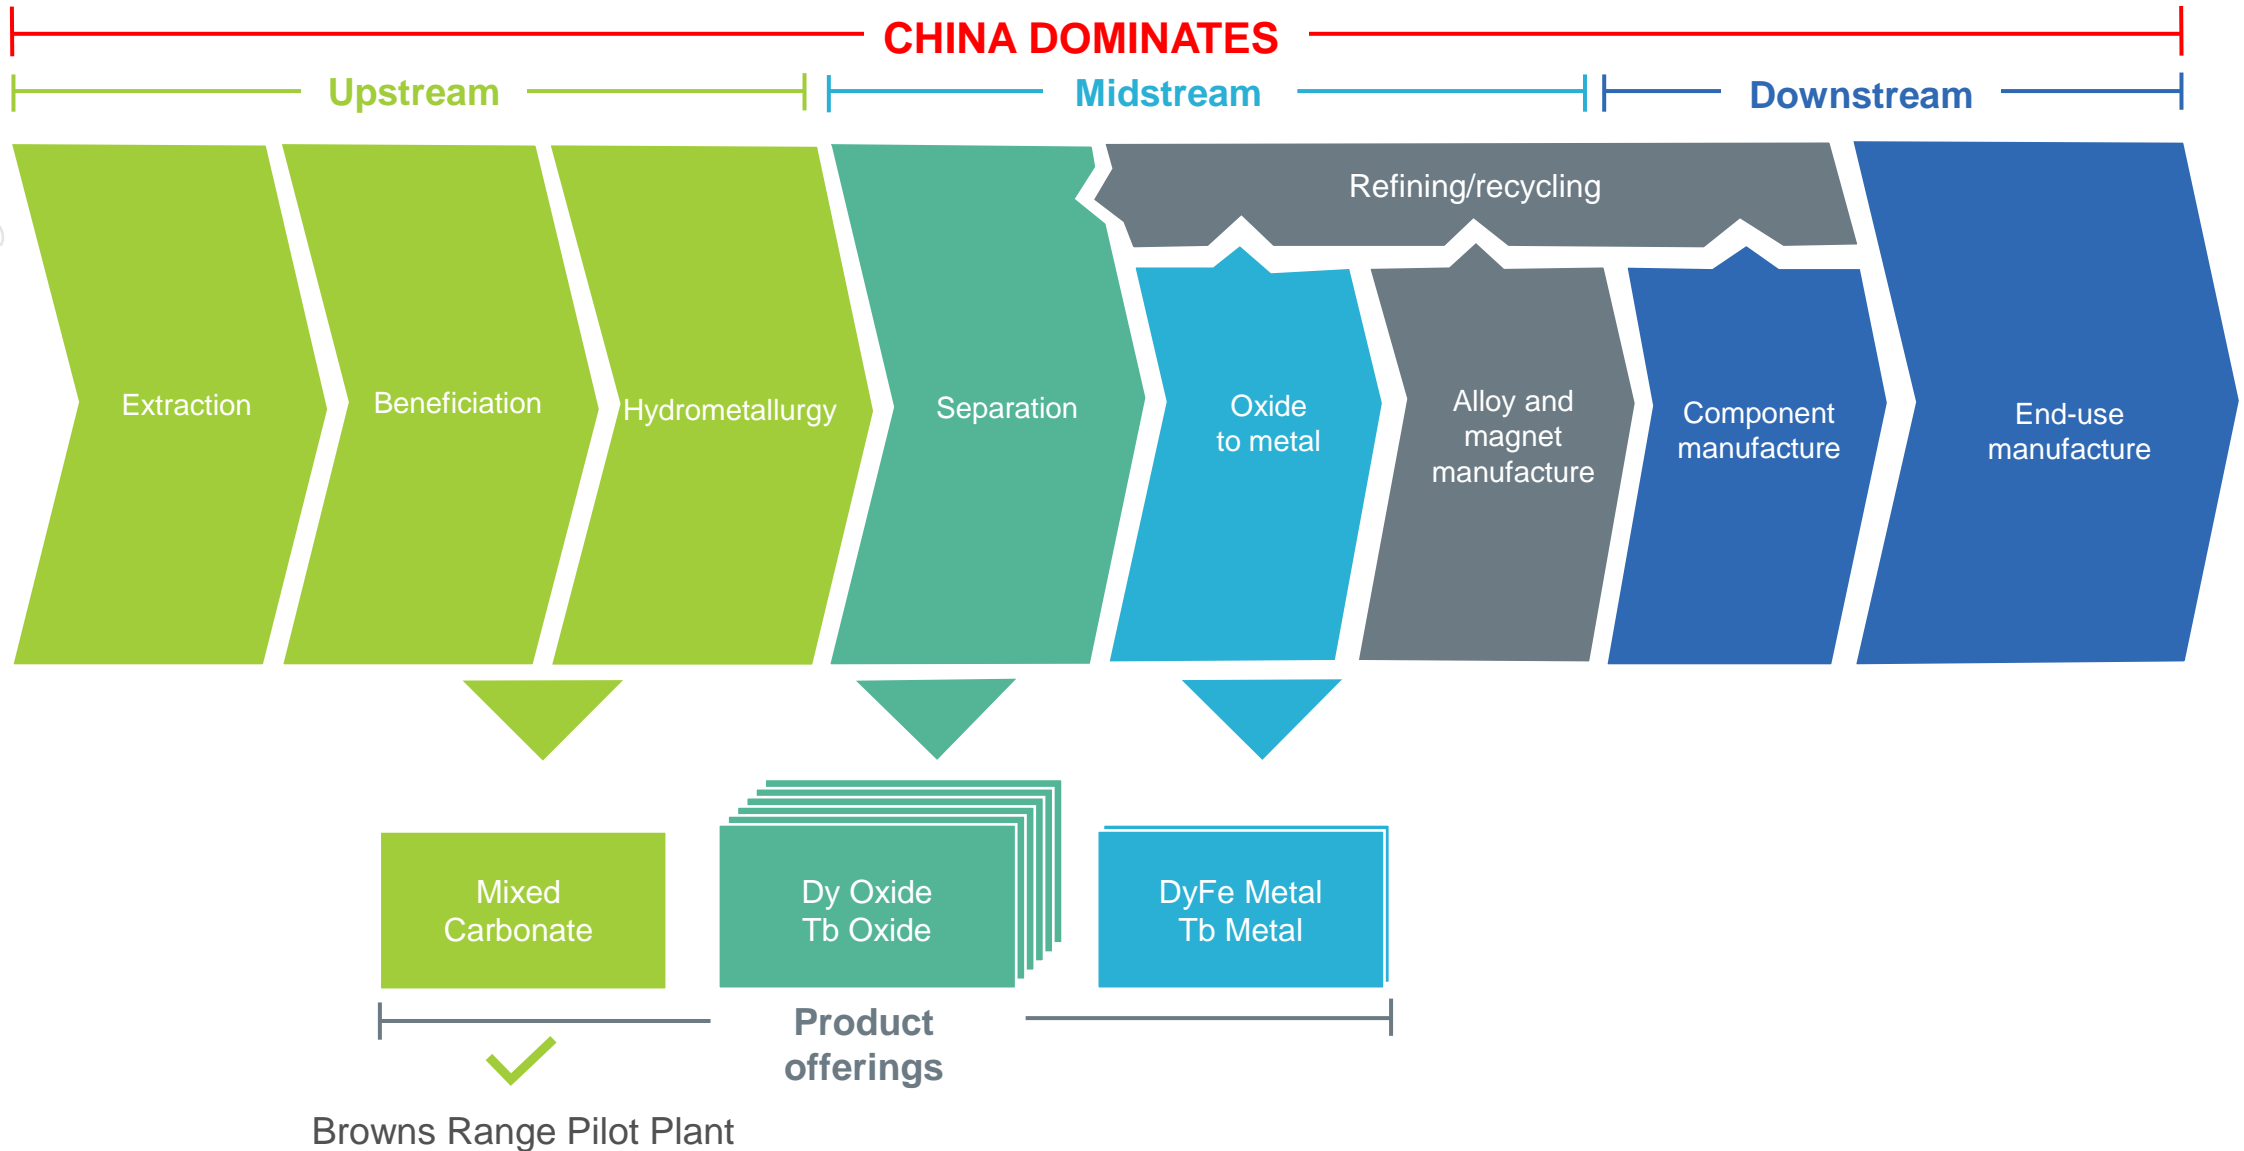 CHINA DOMINATES
Upstream
Midstream
Downstream
Refining/recycling
Extraction
Beneficiation
Hydrometallurgy
Separation
Oxide
to metal
Alloy and
magnet
manufacture
Component
manufacture
End-use
manufacture
Mixed
Carbonate
Dy Oxide
Tb Oxide
DyFe Metal
Tb Metal
Product
offerings
Browns Range Pilot Plant